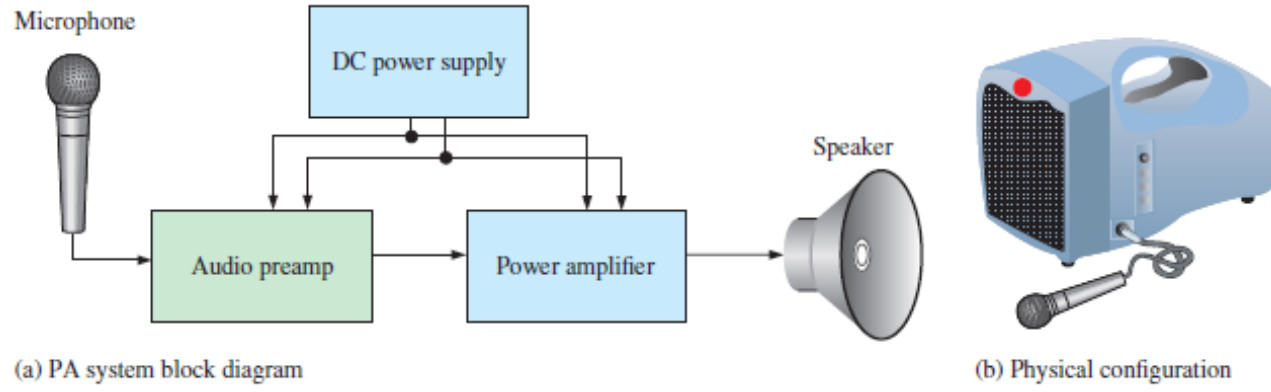 Microphone
DC power supply
Speaker
Audio preamp
Power amplifier
(a) PA system block diagram
(b) Physical configuration